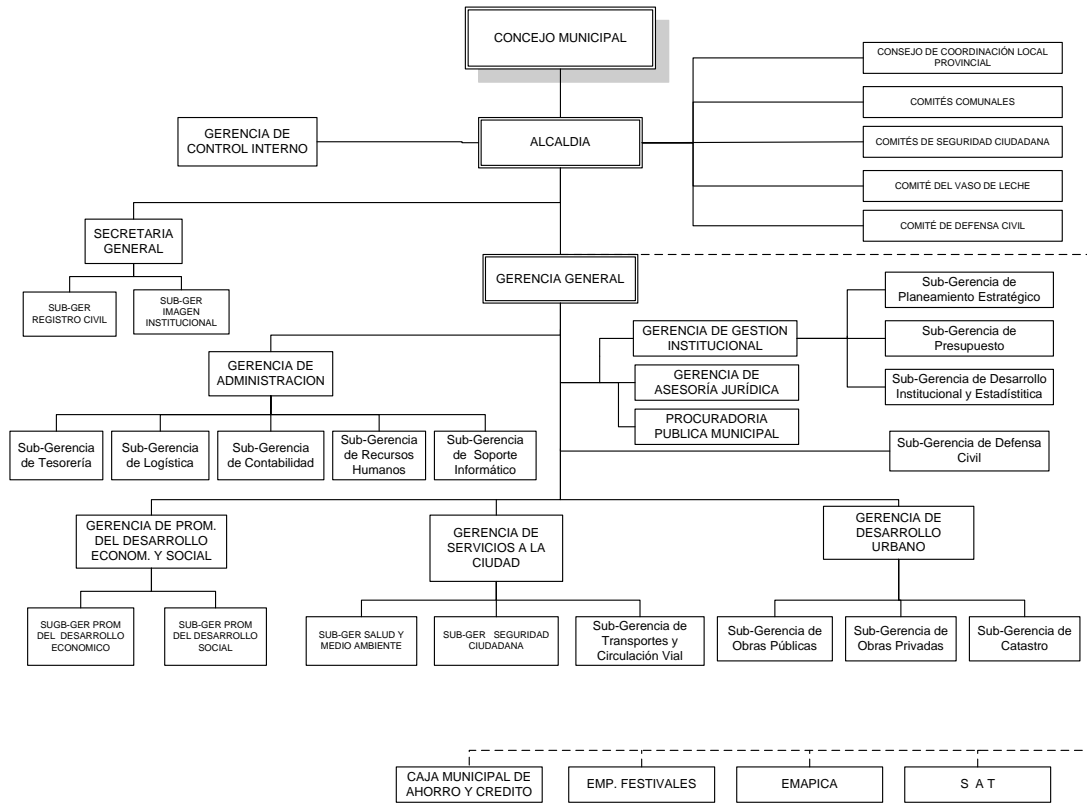 CONCEJO MUNICIPAL
CONSEJO DE COORDINACIÓN LOCAL
PROVINCIAL
COMITÉS COMUNALES
GERENCIA DE
CONTROL INTERNO
ALCALDIA
COMITÉS DE SEGURIDAD CIUDADANA
COMITÉ DEL VASO DE LECHE
COMITÉ DE DEFENSA CIVIL
SECRETARIA
GENERAL
GERENCIA GENERAL
SUB-GER
REGISTRO CIVIL
SUB-GER
IMAGEN
INSTITUCIONAL
Sub-Gerencia de
Planeamiento Estratégico
GERENCIA DE GESTION
INSTITUCIONAL
Sub-Gerencia de
Presupuesto
GERENCIA DE
ADMINISTRACION
GERENCIA DE
ASESORÍA JURÍDICA
Sub-Gerencia de Desarrollo
Institucional y Estadístitica
PROCURADORIA
PUBLICA MUNICIPAL
Sub-Gerencia
de Tesorería
Sub-Gerencia
de Logística
Sub-Gerencia
de Contabilidad
Sub-Gerencia
de Recursos
Humanos
Sub-Gerencia
de Soporte
Informático
Sub-Gerencia de Defensa
Civil
GERENCIA DE PROM.
DEL DESARROLLO
ECONOM. Y SOCIAL
GERENCIA DE
SERVICIOS A LA
CIUDAD
GERENCIA DE
DESARROLLO
URBANO
SUGB-GER PROM
DEL DESARROLLO
ECONOMICO
SUB-GER PROM
DEL DESARROLLO
SOCIAL
SUB-GER SALUD Y
MEDIO AMBIENTE
SUB-GER SEGURIDAD
CIUDADANA
Sub-Gerencia de
Transportes y
Circulación Vial
Sub-Gerencia de
Obras Públicas
Sub-Gerencia de
Obras Privadas
Sub-Gerencia de
Catastro
CAJA MUNICIPAL DE
AHORRO Y CREDITO
EMP. FESTIVALES
EMAPICA
S A T